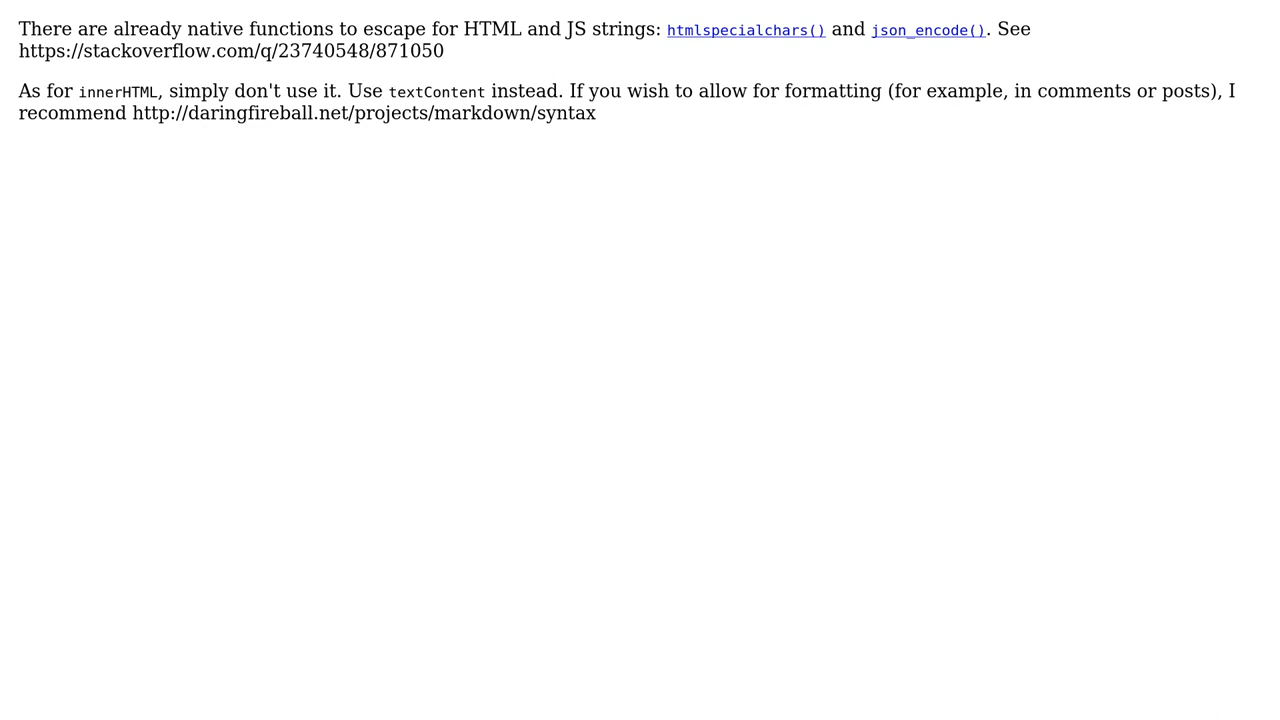 There are already native functions to escape for HTML and JS strings: htmlspecialchars() and json_encode(). See
https://stackoverflow.com/q/23740548/871050
As for innerHTML, simply don't use it. Use textContent instead. If you wish to allow for formatting (for example, in comments or posts), I
recommend http://daringfireball.net/projects/markdown/syntax